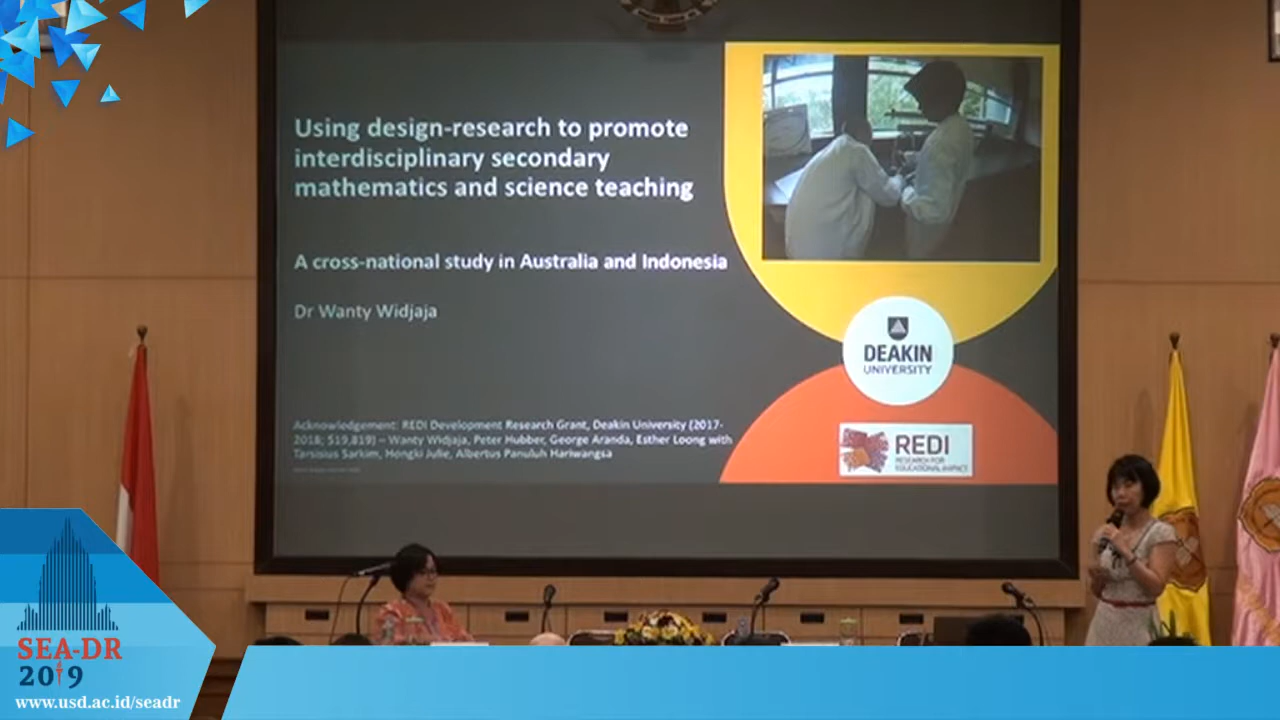 Using design-research to promote
interdisciplinary secondary
mathematics and science teaching
A cross-national study in Australia and Indonesia
Dr Wanty Widjaja
Acknowledgement: REDI Development Research Grant, Deakin University (2017-
2018; $19,819) – Wanty Widjaja, Peter Hubber, George Aranda, Esther Loong with
Tarsisius Sarkim, Hongki Julie, Albertus Panuluh Hariwangsa
DEAKIN
UNIVERSITY
REDI
RESEARCH FOR
EDUCATIONAL IMPACT
SEA-DR
2019
www.usd.ac.id/seadr